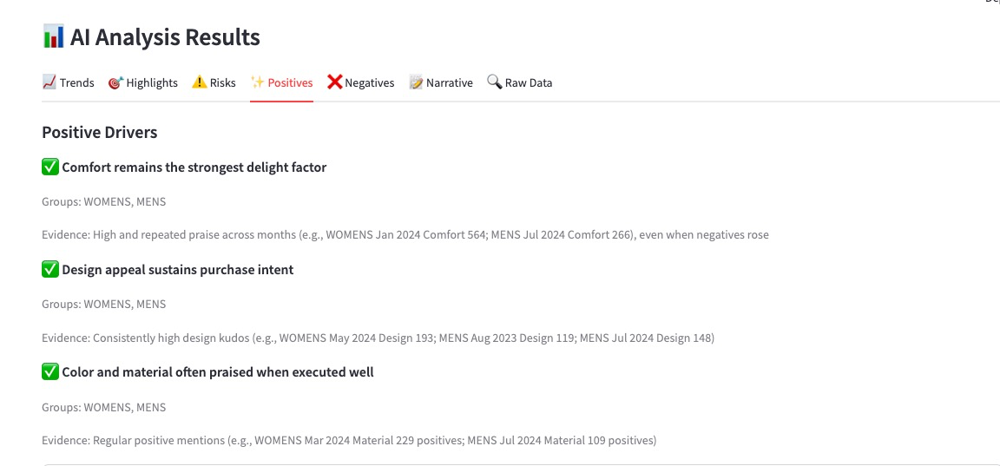 AI Analysis Results
Trends Highlights Risks Positives Negatives Narrative Raw Data
Positive Drivers
Comfort remains the strongest delight factor
Groups: WOMENS, MENS
Evidence: High and repeated praise across months (e.g., WOMENS Jan 2024 Comfort 564; MENS Jul 2024 Comfort 266), even when negatives rose
Design appeal sustains purchase intent
Groups: WOMENS, MENS
Evidence: Consistently high design kudos (e.g., WOMENS May 2024 Design 193; MENS Aug 2023 Design 119; MENS Jul 2024 Design 148)
Color and material often praised when executed well
Groups: WOMENS, MENS
Evidence: Regular positive mentions (e.g., WOMENS Mar 2024 Material 229 positives; MENS Jul 2024 Material 109 positives)